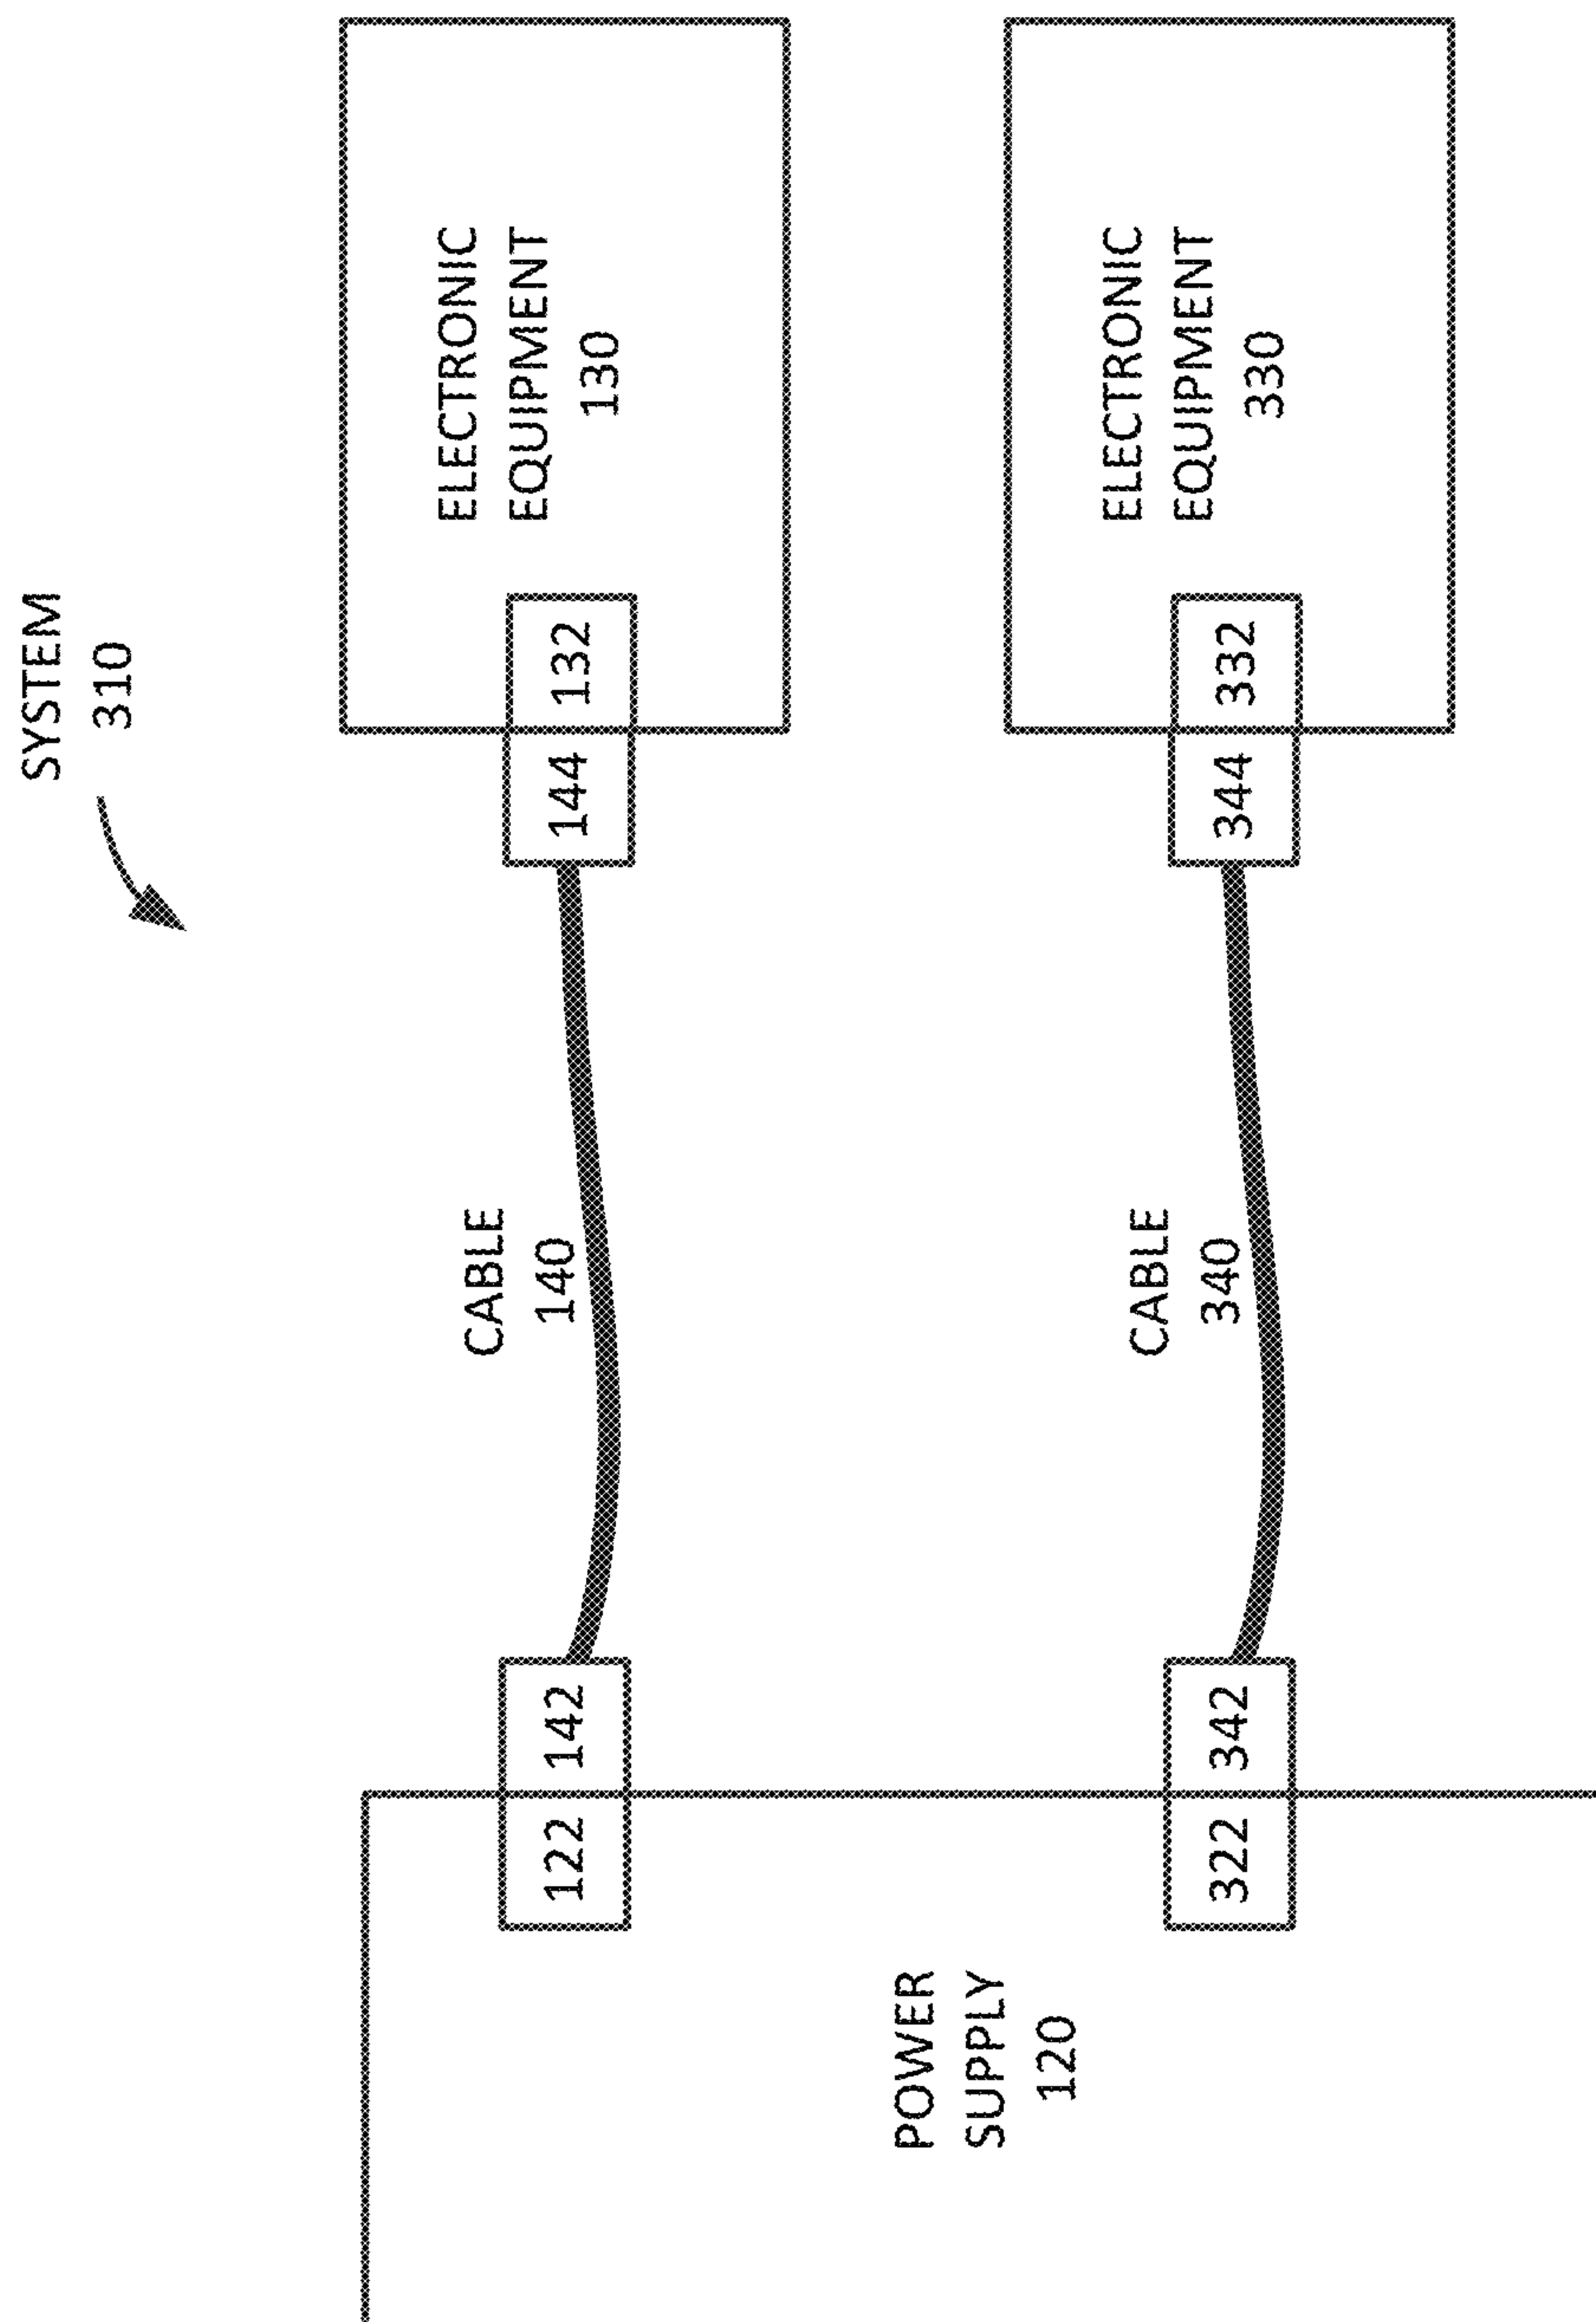 SYSTEM
310
POWER
SUPPLY
120
122
142
CABLE
140
144
132
ELECTRONIC
EQUIPMENT
130
322
342
CABLE
340
344
332
ELECTRONIC
EQUIPMENT
330